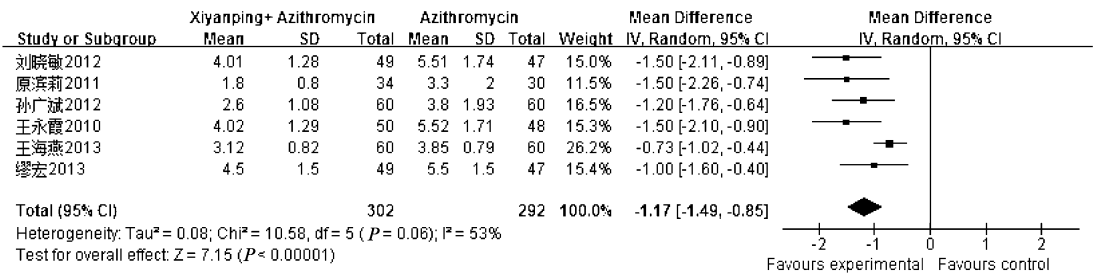 Xiyanping+ Azithromycin Azithromycin Mean Difference Mean Difference
Study or Subgroup Mean SD Total Mean SD Total Weight IV, Random, 95% CI IV, Random, 95% CI
刘晓敏2012 4.01 1.28 49 5.51 1.74 47 15.0% -1.50 [-2.11, -0.89]
原滨莉2011 1.8 0.8 34 3.3 2 30 11.5% -1.50 [-2.26, -0.74]
孙广斌2012 2.6 1.08 60 3.8 1.93 60 16.5% -1.20 [-1.76, -0.64]
王永霞2010 4.02 1.29 50 5.52 1.71 48 15.3% -1.50 [-2.10, -0.90]
王海燕2013 3.12 0.82 60 3.85 0.79 60 26.2% -0.73 [-1.02, -0.44]
缪宏2013 4.5 1.5 49 5.5 1.5 47 15.4% -1.00 [-1.60, -0.40]
Total (95% CI) 302 292 100.0% -1.17 [-1.49, -0.85]
Heterogeneity: Tau² = 0.08; Chi² = 10.58, df = 5 (P = 0.06); I² = 53%
Test for overall effect: Z = 7.15 (P < 0.00001)
-2 -1 0 1 2
Favours experimental Favours control